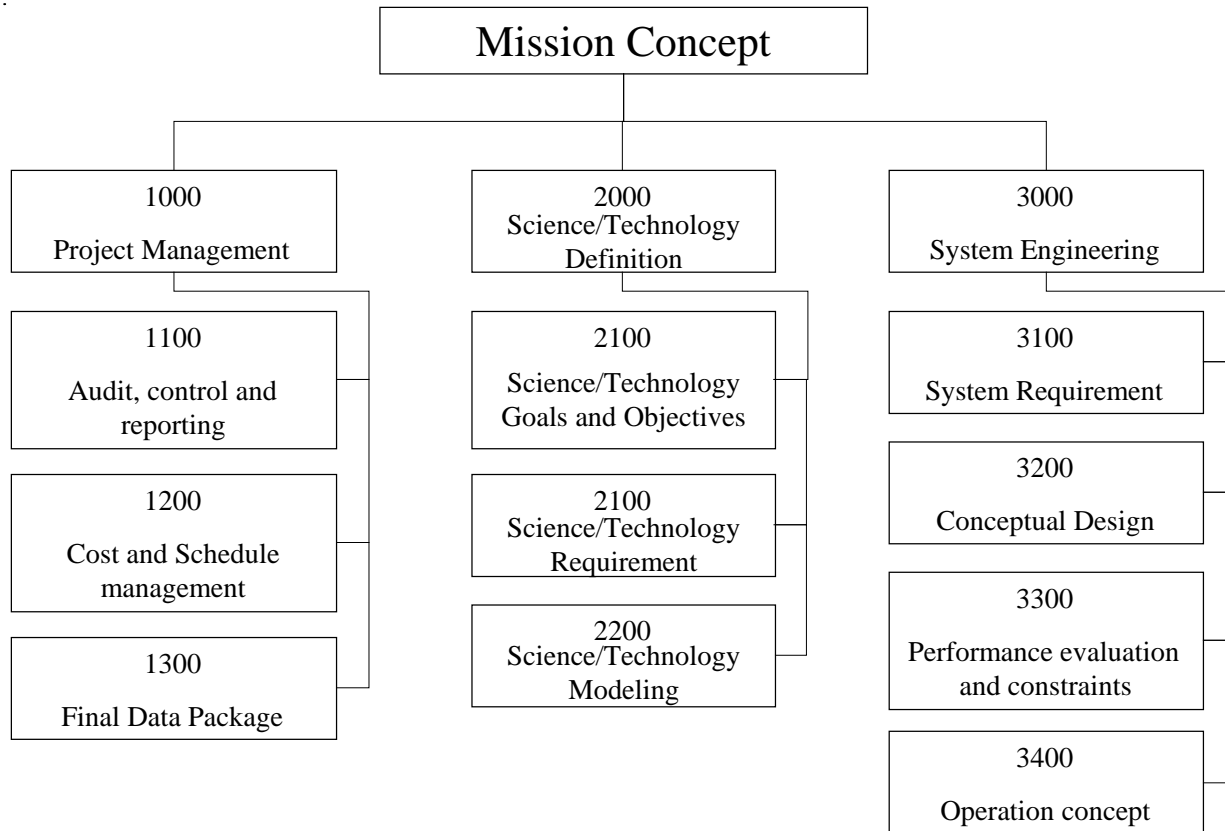 Mission Concept
1000
Project Management
2000
Science/Technology
Definition
3000
System Engineering
1100
Audit, control and
reporting
2100
Science/Technology
Goals and Objectives
3100
System Requirement
1200
Cost and Schedule
management
2100
Science/Technology
Requirement
3200
Conceptual Design
1300
Final Data Package
2200
Science/Technology
Modeling
3300
Performance evaluation
and constraints
3400
Operation concept